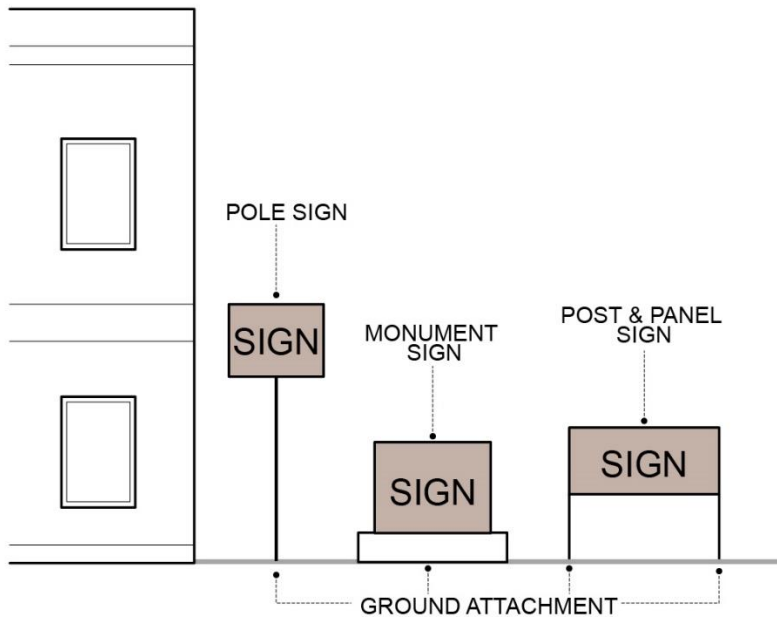 POLE SIGN
SIGN
MONUMENT
SIGN
SIGN
POST & PANEL
SIGN
SIGN
GROUND ATTACHMENT